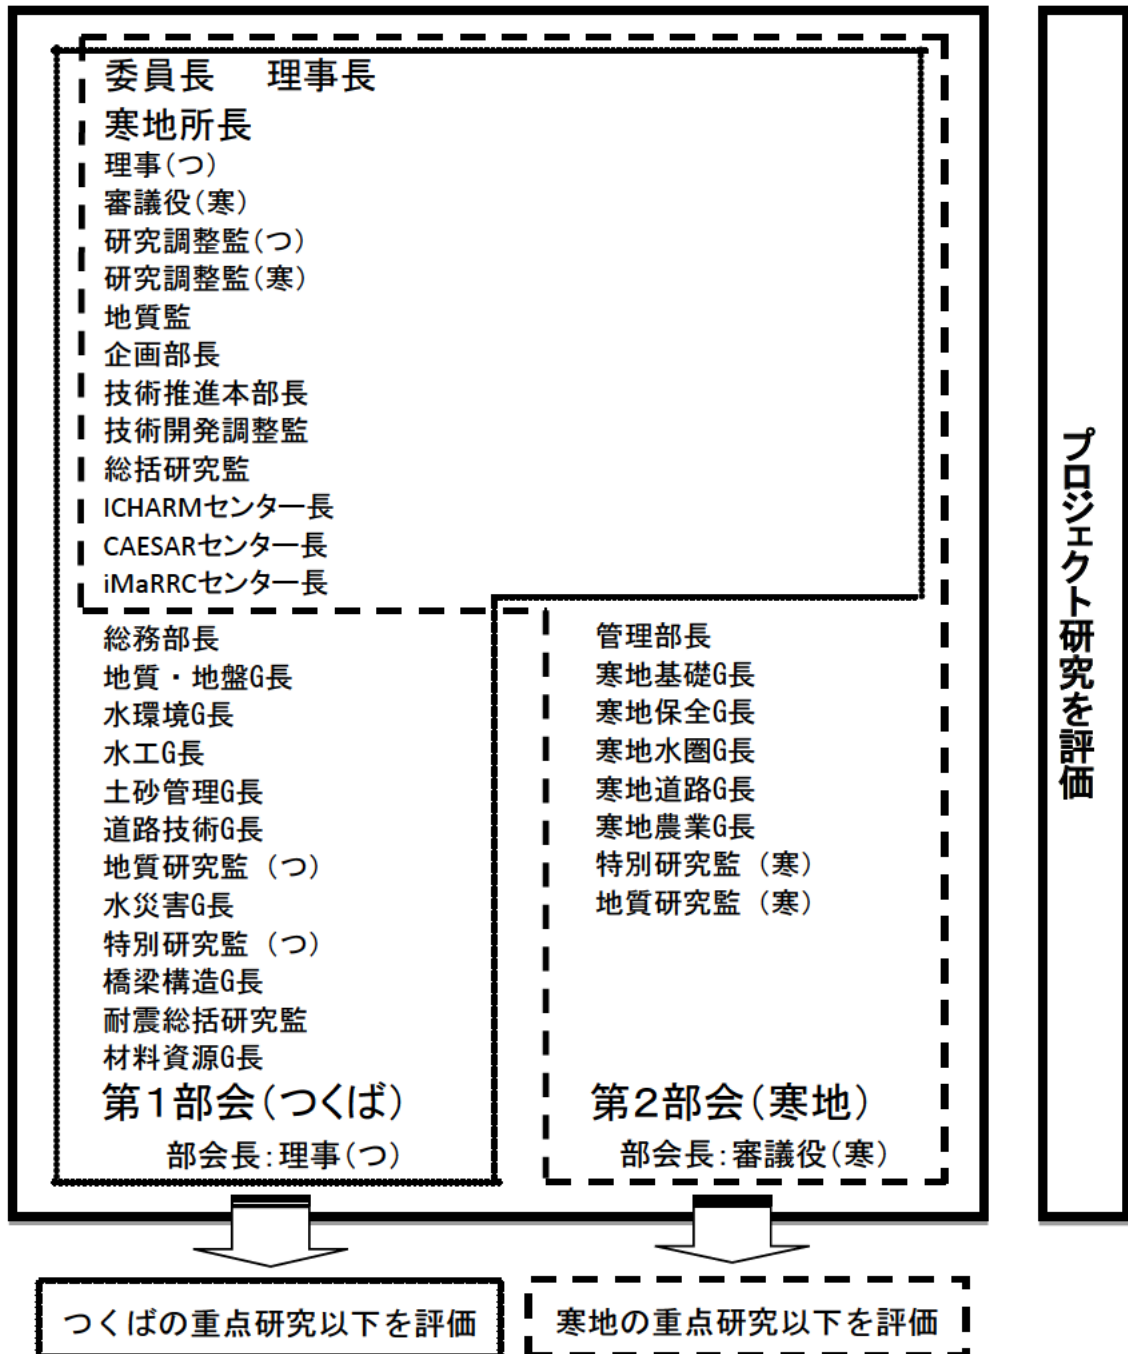 委員長　理事長
寒地所長
理事(つ)
審議役(寒)
研究調整監(つ)
研究調整監(寒)
地質監
企画部長
技術推進本部長
技術開発調整監
総括研究監
ICHARMセンター長
CAESARセンター長
iMaRRCセンター長
総務部長
地質・地盤G長
水環境G長
水工G長
土砂管理G長
道路技術G長
地質研究監（つ）
水災害G長
特別研究監（つ）
橋梁構造G長
耐震総括研究監
材料資源G長
第１部会(つくば)
部会長:理事(つ)
管理部長
寒地基礎G長
寒地保全G長
寒地水圏G長
寒地道路G長
寒地農業G長
特別研究監（寒）
地質研究監（寒）
第２部会(寒地)
部会長:審議役(寒)
プロジェクト研究を評価
つくばの重点研究以下を評価
寒地の重点研究以下を評価